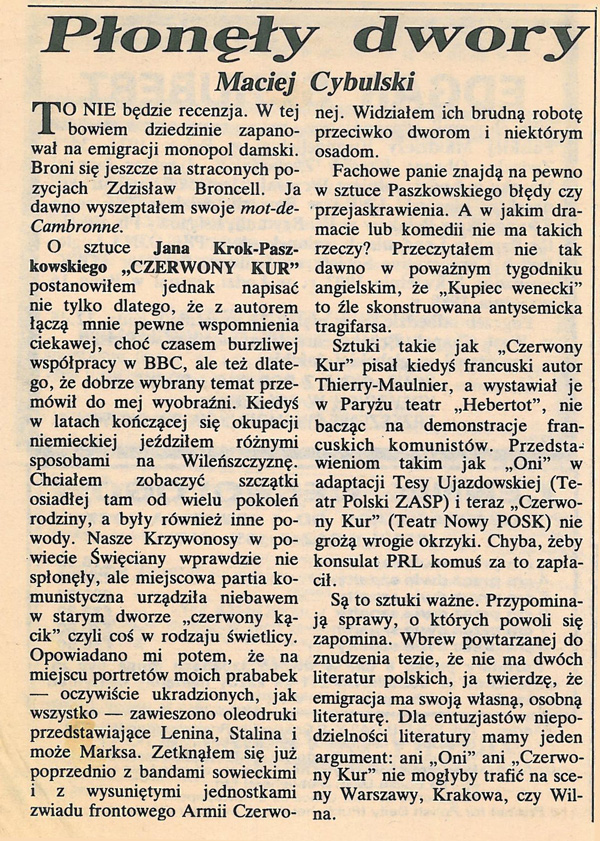 Płonęły dwory
Maciej Cybulski
TO NIE będzie recenzja. W tej
bowiem dziedzinie zapano-
wał na emigracji monopol damski.
Broni się jeszcze na straconych po-
zycjach Zdzisław Broncell. Ja
dawno wyszeptałem swoje mot-de-
Cambronne.
O sztuce Jana Krok-Pasz-
kowskiego „CZERWONY KUR”
postanowiłem jednak napisać
nie tylko dlatego, że z autorem
łączą mnie pewne wspomnienia
ciekawej, choć czasem burzliwej
współpracy w BBC, ale też dlate-
go, że dobrze wybrany temat prze-
mówił do mej wyobraźni. Kiedyś
w latach kończącej się okupacji
niemieckiej jeździłem różnymi
sposobami na Wileńszczyznę.
Chciałem zobaczyć szczątki
osiadłej tam od wielu pokoleń
rodziny, a były również inne po-
wody. Nasze Krzywonosy w po-
wiecie Święciany wprawdzie nie
spłonęły, ale miejscowa partia ko-
munistyczna urządziła niebawem
w starym dworze „czerwony ką-
cik” czyli coś w rodzaju świetlicy.
Opowiadano mi potem, że na
miejscu portretów moich prababek
— oczywiście ukradzionych, jak
wszystko — zawieszono oleodruki
przedstawiające Lenina, Stalina i
może Marksa. Zetknąłem się już
poprzednio z bandami sowieckimi
i z wysuniętymi jednostkami
zwiadu frontowego Armii Czerwo-
nej. Widziałem ich brudną robotę
przeciwko dworom i niektórym
osadom.
Fachowe panie znajdą na pewno
w sztuce Paszkowskiego błędy czy
przejaskrawienia. A w jakim dra-
macie lub komedii nie ma takich
rzeczy? Przeczytałem nie tak
dawno w poważnym tygodniku
angielskim, że „Kupiec wenecki”
to źle skonstruowana antysemicka
tragifarsa.
Sztuki takie jak „Czerwony
Kur” pisał kiedyś francuski autor
Thierry-Maulnier, a wystawiał je
w Paryżu teatr „Hebertot”, nie
bacząc na demonstracje fran-
cuskich komunistów. Przedsta-
wieniom takim jak „Oni” w
adaptacji Tesy Ujazdowskiej (Te-
atr Polski ZASP) i teraz „Czerwo-
ny Kur” (Teatr Nowy POSK) nie
grożą wrogie okrzyki. Chyba, żeby
konsulat PRL komuś za to zapła-
cił.
Są to sztuki ważne. Przypomina-
ją sprawy, o których powoli się
zapomina. Wbrew powtarzanej do
znudzenia tezie, że nie ma dwóch
literatur polskich, ja twierdzę, że
emigracja ma swoją własną, osobną
literaturę. Dla entuzjastów niepo-
dzielności literatury mamy jeden
argument: ani „Oni” ani „Czerwo-
ny Kur” nie mogłyby trafić na sce-
ny Warszawy, Krakowa, czy Wil-
na.